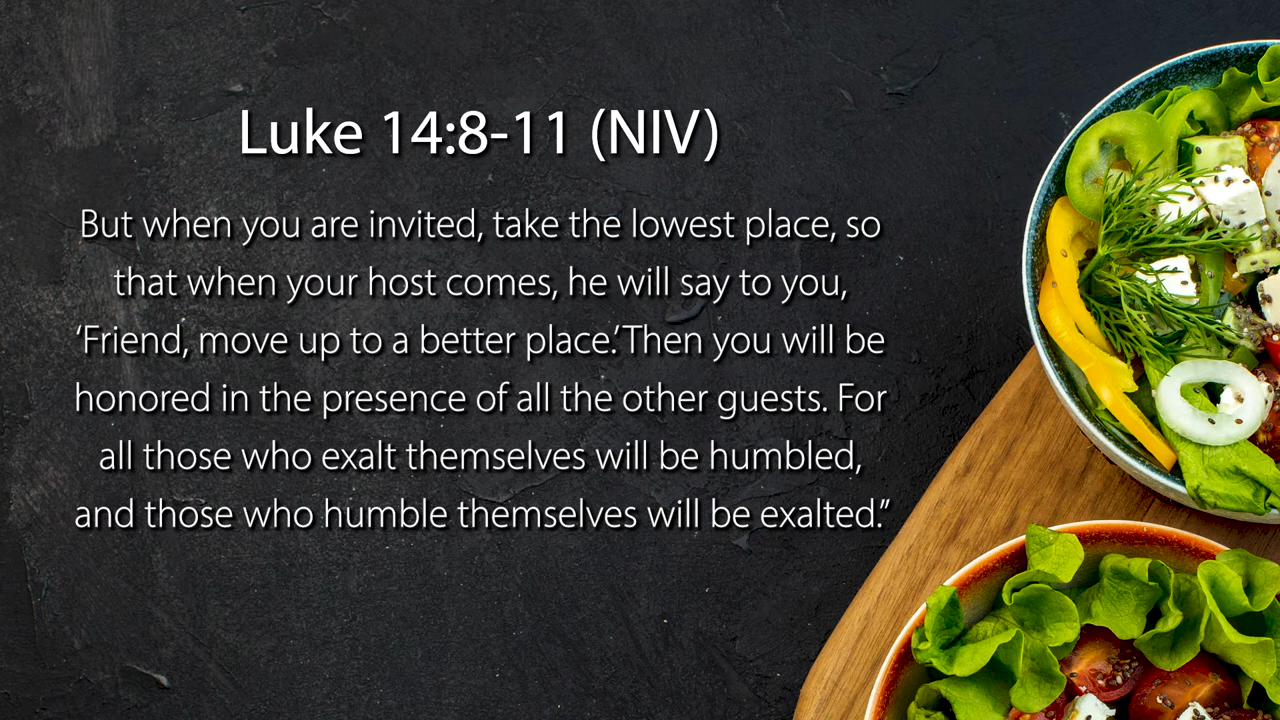 Luke 14:8-11 (NIV)
But when you are invited, take the lowest place, so
that when your host comes, he will say to you,
‘Friend, move up to a better place.’ Then you will be
honored in the presence of all the other guests. For
all those who exalt themselves will be humbled,
and those who humble themselves will be exalted.”